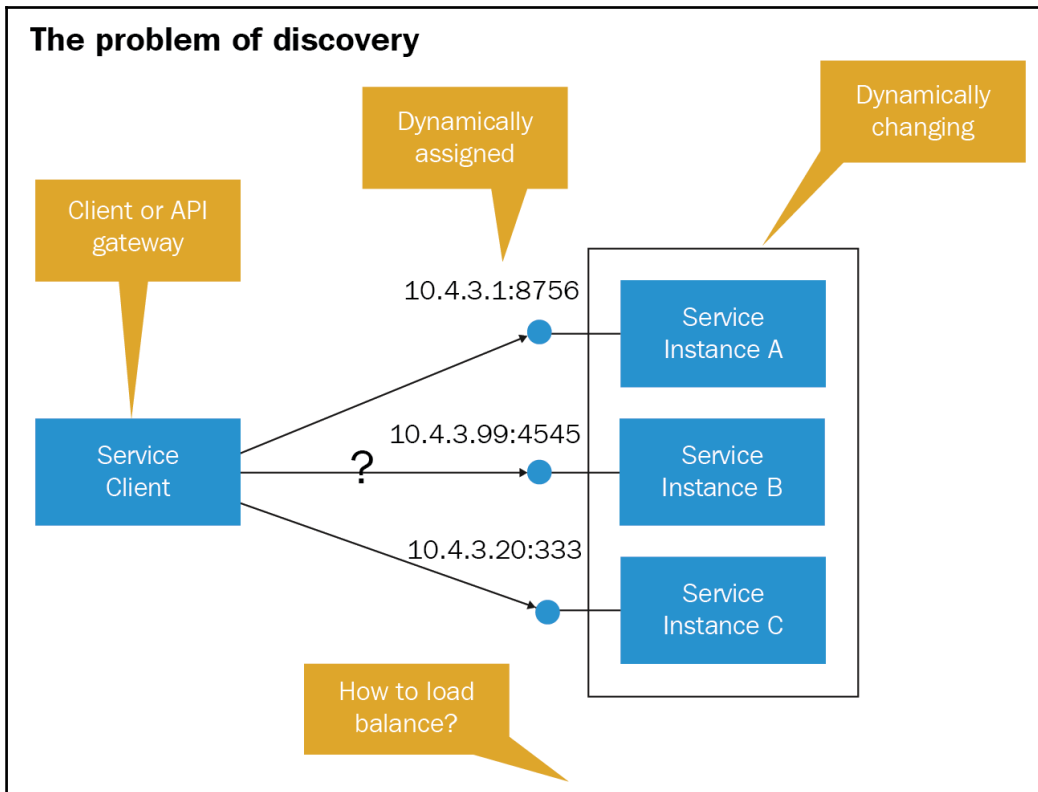 The problem of discovery
Dynamically
changing
Dynamically
assigned
Client or API
gateway
10.4.3.1:8756
Service
Instance A
10.4.3.99:4545
Service
Client
?
Service
Instance B
10.4.3.20:333
Service
Instance C
How to load
balance?